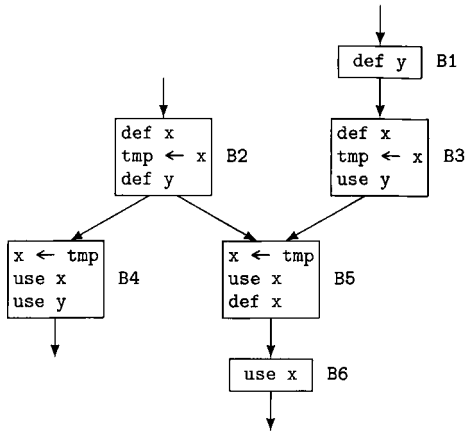 def y B1
def x
tmp ← x B2
def y
def x
tmp ← x B3
use y
x ← tmp
use x B4
use y
x ← tmp
use x B5
def x
use x B6